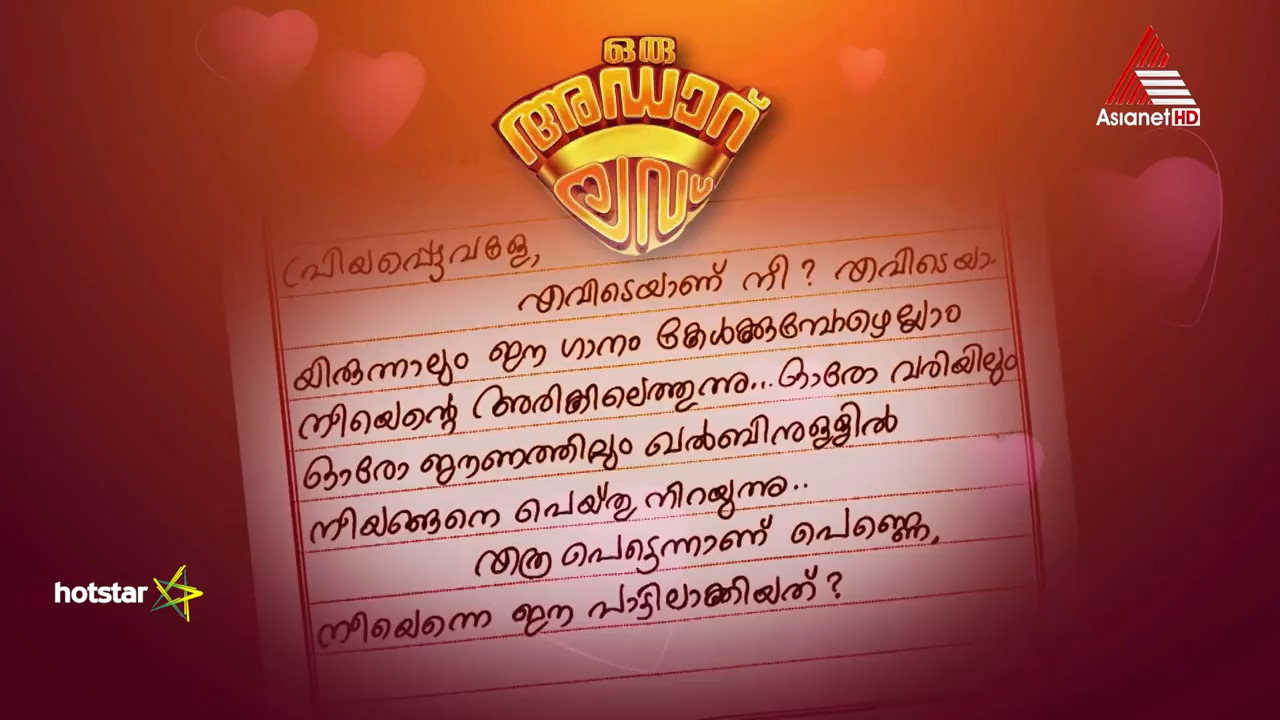 ഒരു
അഡാറ്
ലവ്
Asianet HD
പ്രിയപ്പെട്ടവളേ,
എവിടെയാണ് നീ? എവിടെയാ-
യിരുന്നാലും ഈ ഗാനം കേൾക്കുമ്പോഴെല്ലാം
നീയെന്റെ അരികിലെത്തുന്നു... ഓരോ വരിയിലും
ഓരോ ഈണത്തിലും ഖൽബിനുള്ളിൽ
നീയങ്ങനെ പെയ്തു നിറയുന്നു..
എത്ര പെട്ടെന്നാണ് പെണ്ണെ,
നീയെന്നെ ഈ പാട്ടിലാക്കിയത്?
hotstar